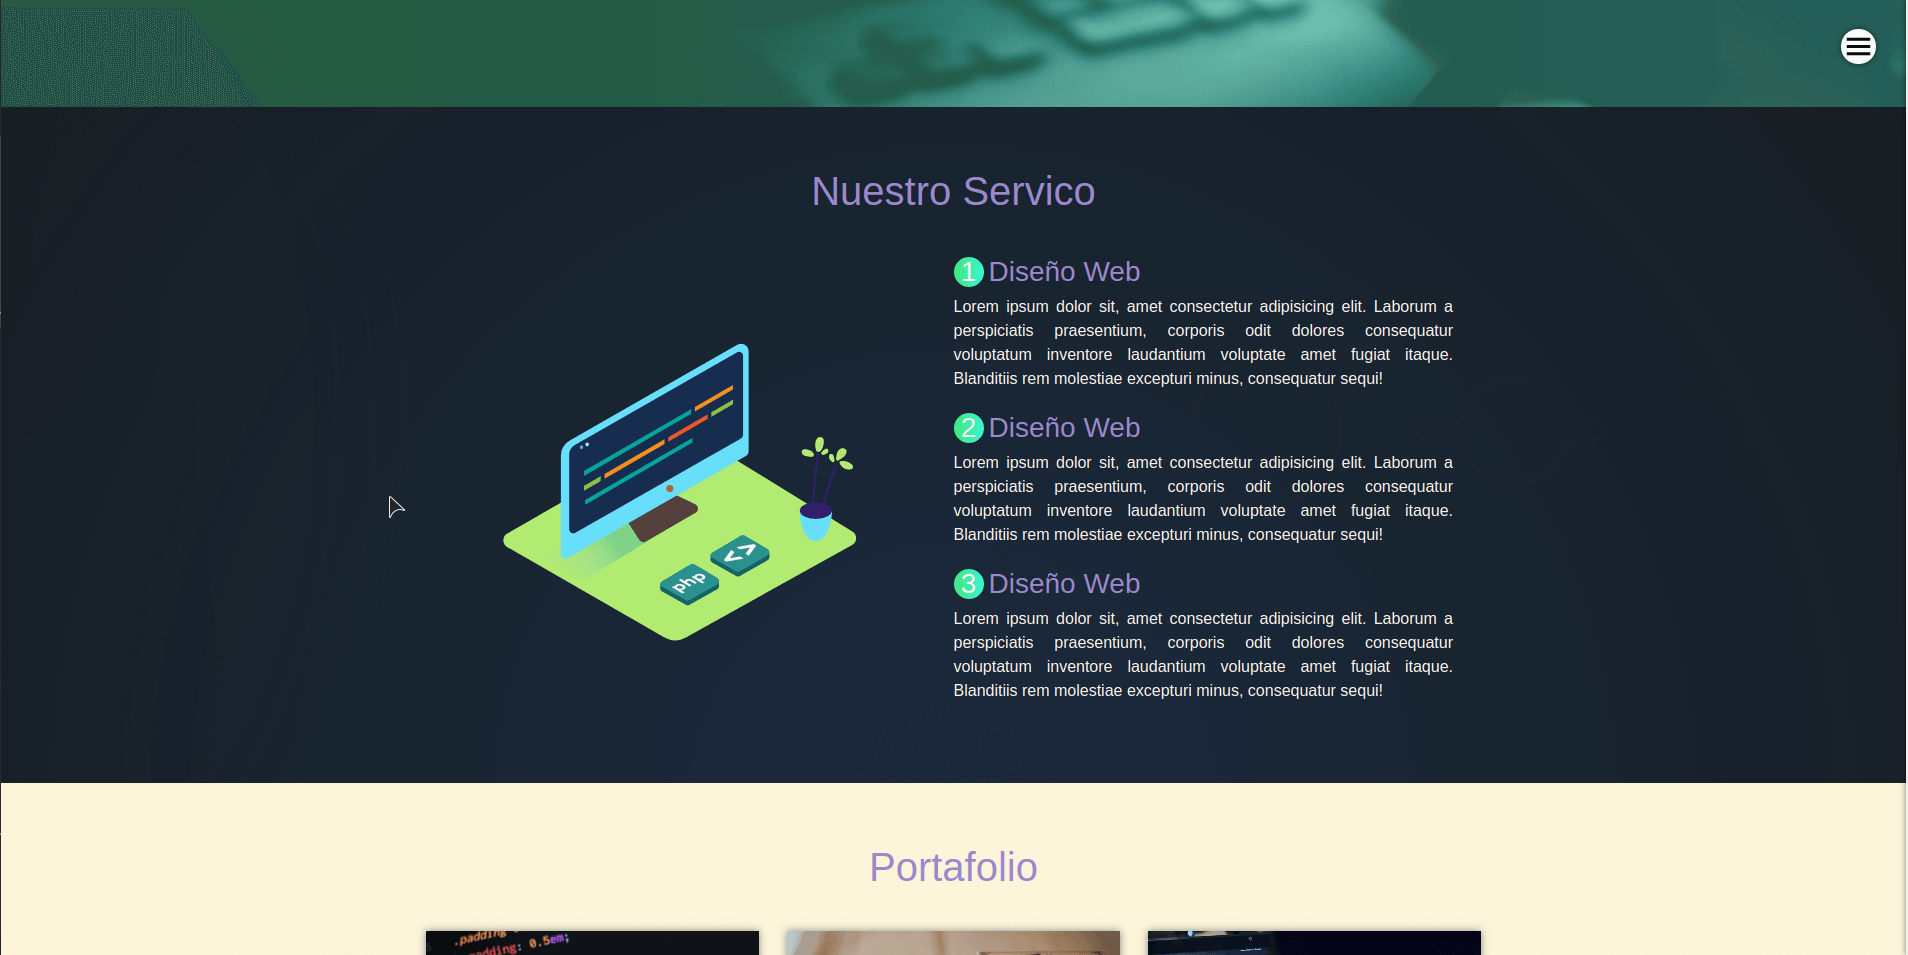 Nuestro Servico
1 Diseño Web
Lorem ipsum dolor sit, amet consectetur adipisicing elit. Laborum a
perspiciatis praesentium, corporis odit dolores consequatur
voluptatum inventore laudantium voluptate amet fugiat itaque.
Blanditiis rem molestiae excepturi minus, consequatur sequi!
2 Diseño Web
Lorem ipsum dolor sit, amet consectetur adipisicing elit. Laborum a
perspiciatis praesentium, corporis odit dolores consequatur
voluptatum inventore laudantium voluptate amet fugiat itaque.
Blanditiis rem molestiae excepturi minus, consequatur sequi!
3 Diseño Web
Lorem ipsum dolor sit, amet consectetur adipisicing elit. Laborum a
perspiciatis praesentium, corporis odit dolores consequatur
voluptatum inventore laudantium voluptate amet fugiat itaque.
Blanditiis rem molestiae excepturi minus, consequatur sequi!
< >
php
Portafolio
.padding
padding: 0.5em;